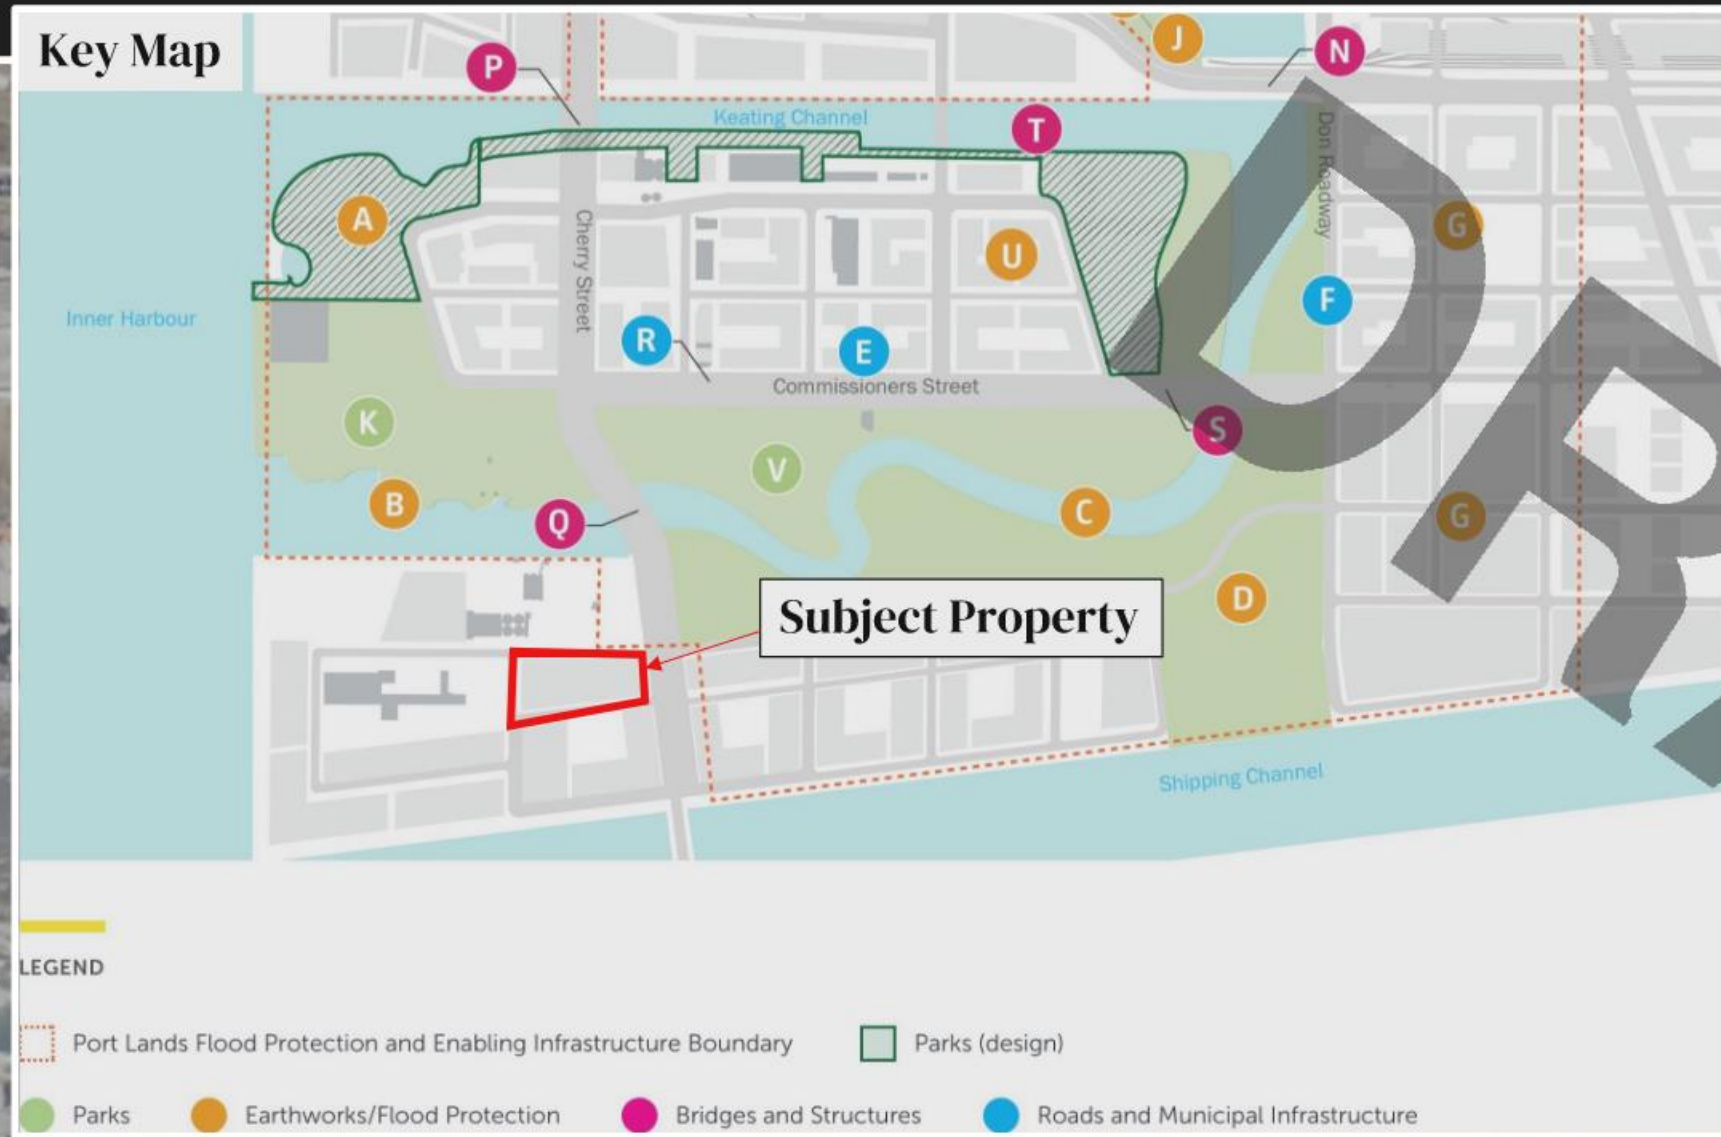 Key Map
P
J
N
Keating Channel
T
Don Roadway
A
Cherry Street
G
U
F
Inner Harbour
R
E
Commissioners Street
K
S
V
B
Q
C
G
D
Subject Property
Shipping Channel
DR
LEGEND
Port Lands Flood Protection and Enabling Infrastructure Boundary
Parks (design)
Parks
Earthworks/Flood Protection
Bridges and Structures
Roads and Municipal Infrastructure